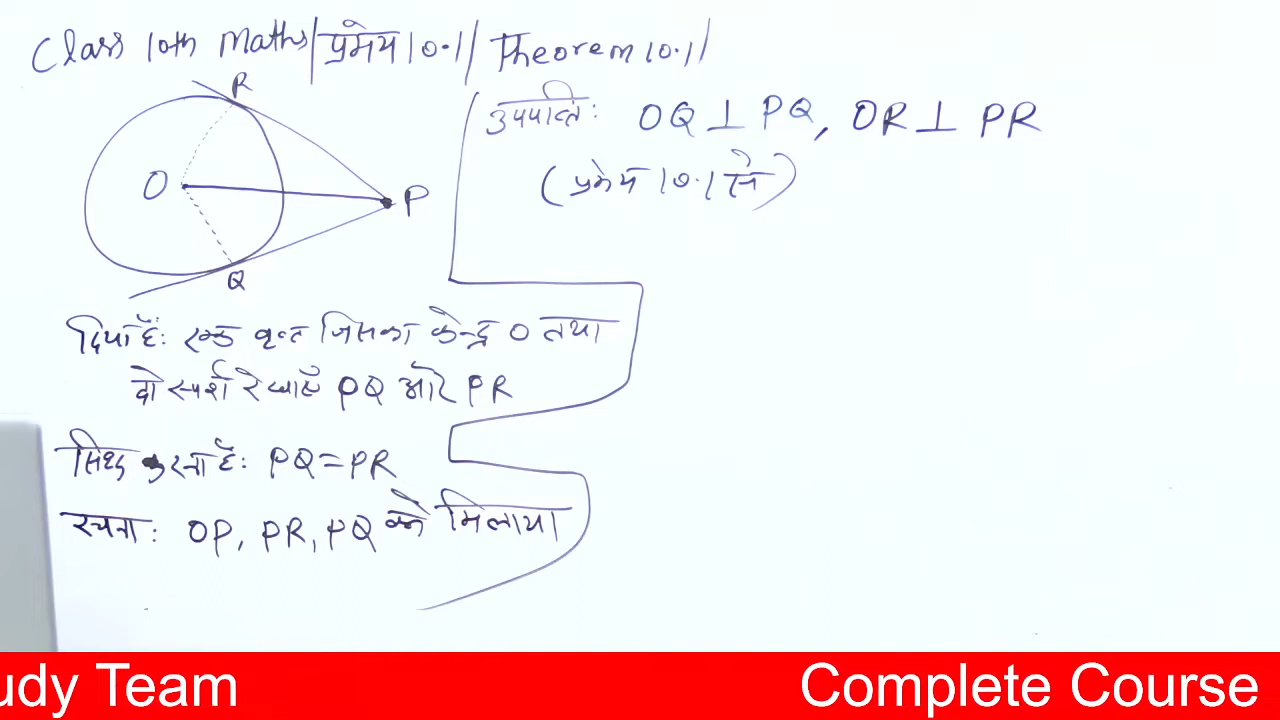 Class 10th Maths|प्रमेय 10.1| Theorem 10.1|
R
O
P
Q
दिया है: एक वृत्त जिसका केन्द्र O तथा
दो स्पर्श रेखाएँ PQ और PR
सिध्द करना है: PQ=PR
रचना: OP, PR, PQ को मिलाया
उपपत्ति: OQ⊥PQ, OR⊥PR
(प्रमेय 10.1 से)
udy Team
Complete Course